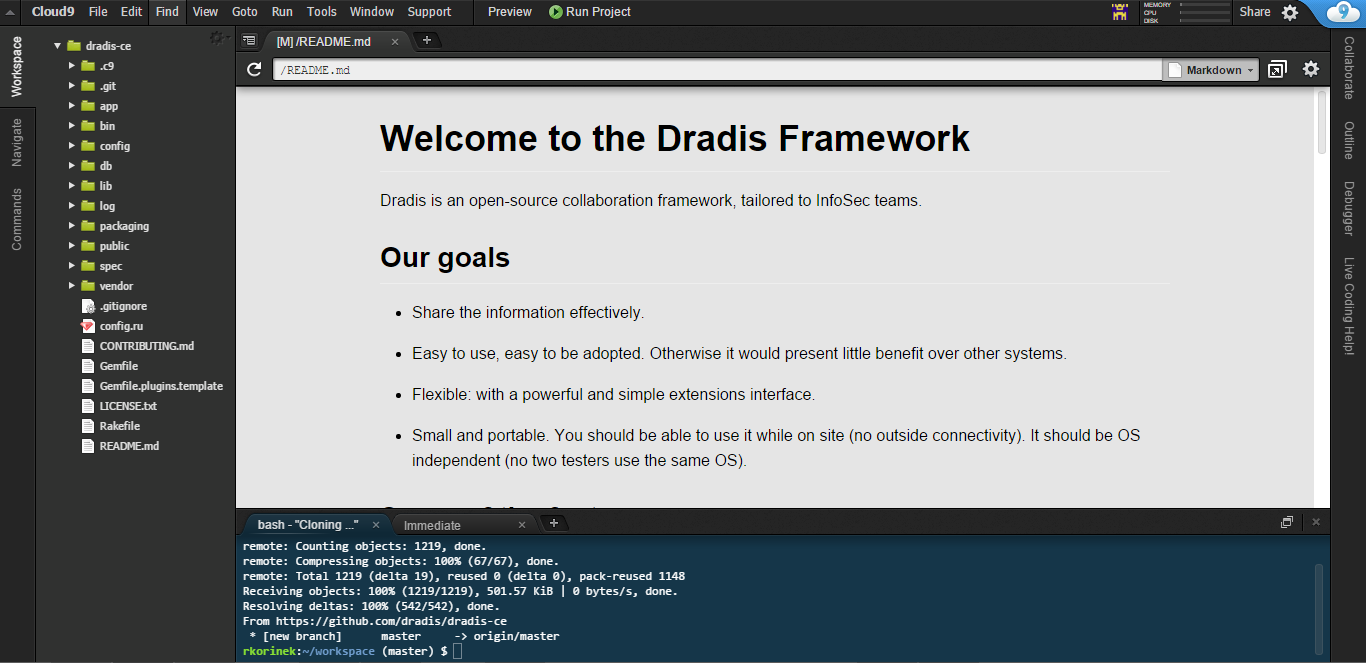 Cloud9 File Edit Find View Goto Run Tools Window Support Preview Run Project MEMORY CPU DISK Share 9
Workspace
Navigate
Commands
dradis-ce
.c9
.git
app
bin
config
db
lib
log
packaging
public
spec
vendor
.gitignore
config.ru
CONTRIBUTING.md
Gemfile
Gemfile.plugins.template
LICENSE.txt
Rakefile
README.md
[M] /README.md
/README.md Markdown
Welcome to the Dradis Framework
Dradis is an open-source collaboration framework, tailored to InfoSec teams.
Our goals
• Share the information effectively.
• Easy to use, easy to be adopted. Otherwise it would present little benefit over other systems.
• Flexible: with a powerful and simple extensions interface.
• Small and portable. You should be able to use it while on site (no outside connectivity). It should be OS
independent (no two testers use the same OS).
bash - "Cloning ..." Immediate
remote: Counting objects: 1219, done.
remote: Compressing objects: 100% (67/67), done.
remote: Total 1219 (delta 19), reused 0 (delta 0), pack-reused 1148
Receiving objects: 100% (1219/1219), 501.57 KiB | 0 bytes/s, done.
Resolving deltas: 100% (542/542), done.
From https://github.com/dradis/dradis-ce
* [new branch] master -> origin/master
rkorinek:~/workspace (master) $
Collaborate
Outline
Debugger
Live Coding Help!